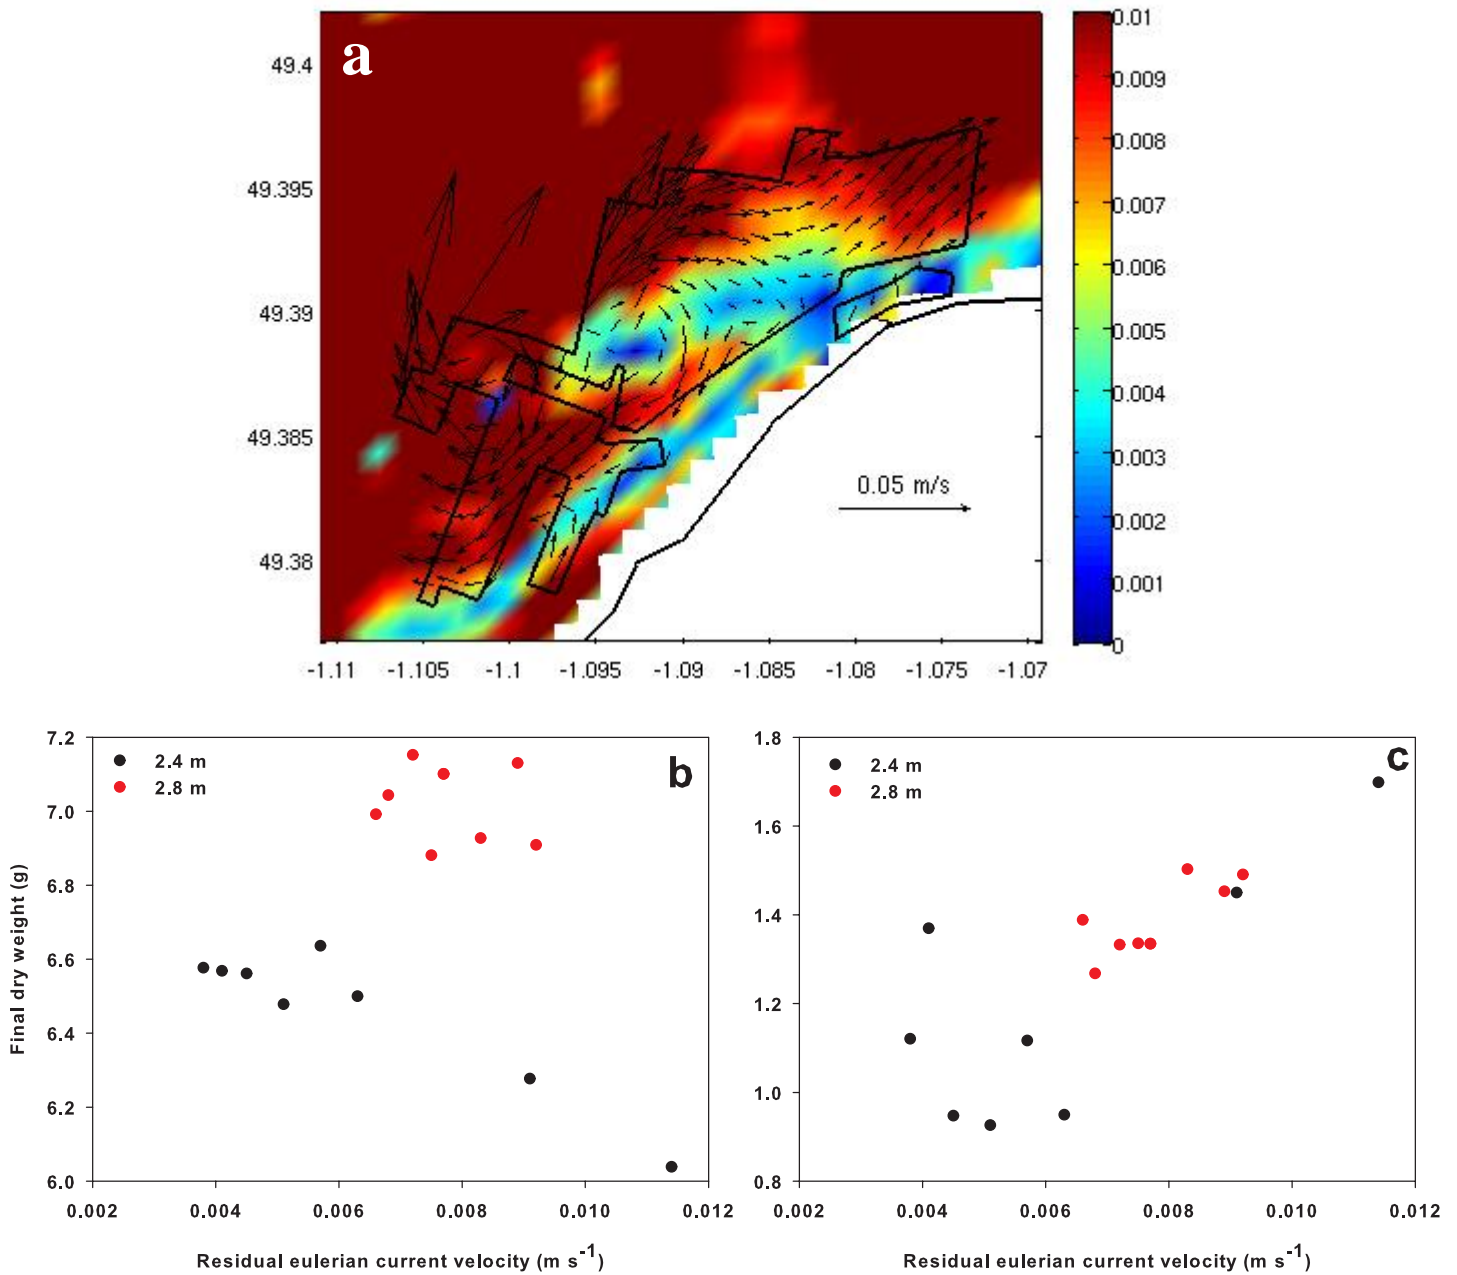 a
49.4
49.395
49.39
49.385
49.38
-1.11 -1.105 -1.1 -1.095 -1.09 -1.085 -1.08 -1.075 -1.07
0.05 m/s
0.01
0.009
0.008
0.007
0.006
0.005
0.004
0.003
0.002
0.001
0
b
2.4 m
2.8 m
7.2
7.0
6.8
6.6
6.4
6.2
6.0
Final dry weight (g)
0.002 0.004 0.006 0.008 0.010 0.012
Residual eulerian current velocity (m s-1)
c
2.4 m
2.8 m
1.8
1.6
1.4
1.2
1.0
0.8
0.002 0.004 0.006 0.008 0.010 0.012
Residual eulerian current velocity (m s-1)